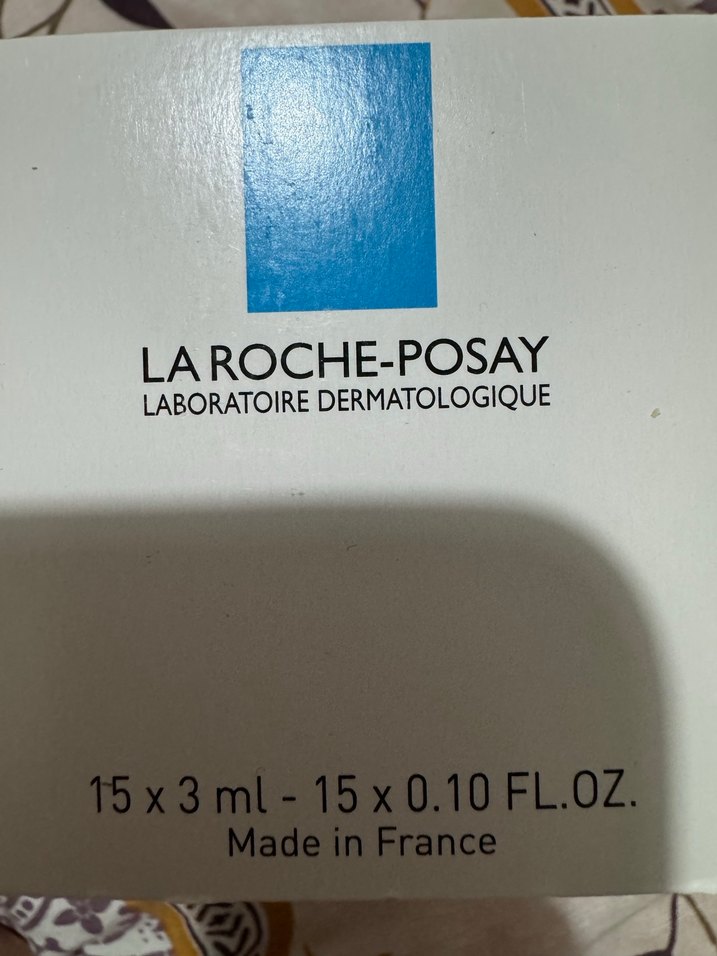 LA ROCHE-POSAY
LABORATOIRE DERMATOLOGIQUE
15 x 3 ml - 15 x 0.10 FL.OZ.
Made in France